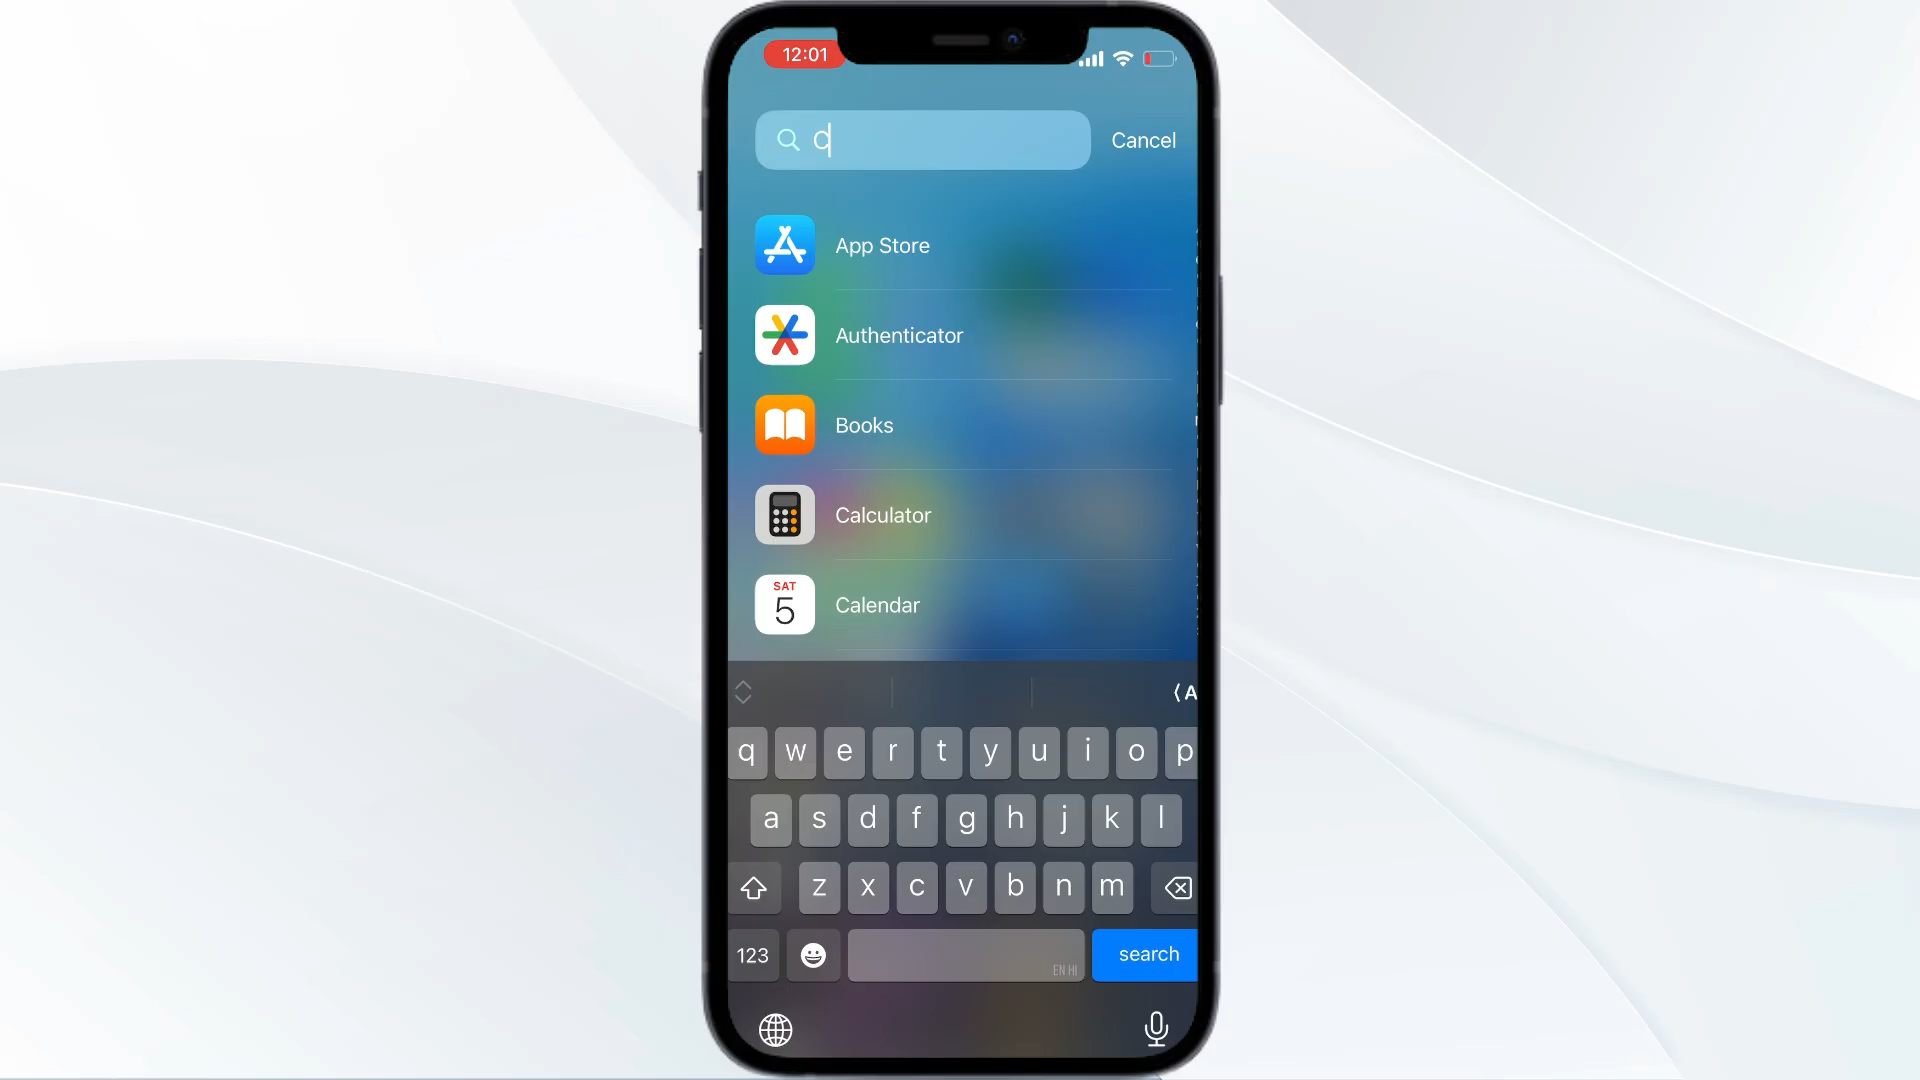 12:01
C
Cancel
App Store
Authenticator
Books
Calculator
SAT
5
Calendar
A
q w e r t y u i o p
a s d f g h j k l
z x c v b n m
123
EN HI
search